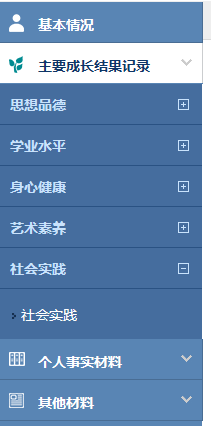 基本情况
主要成长结果记录
思想品德
学业水平
身心健康
艺术素养
社会实践
社会实践
个人事实材料
其他材料